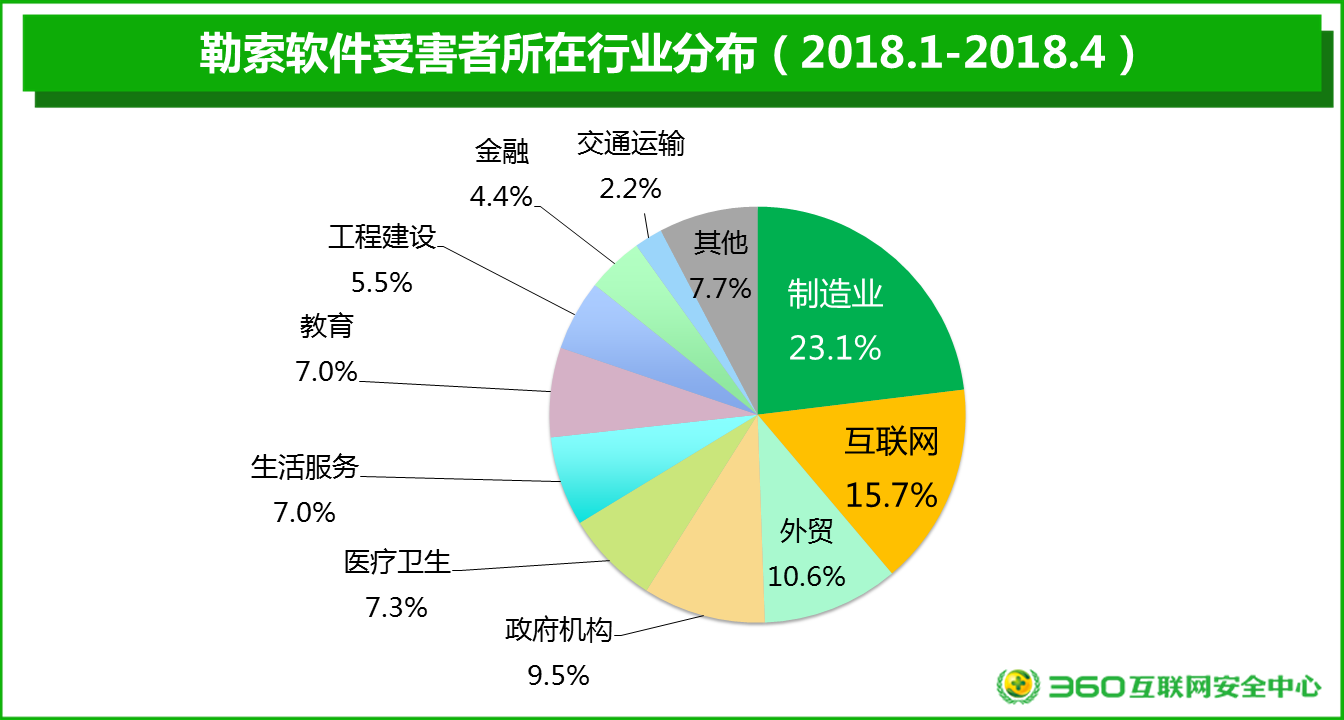 勒索软件受害者所在行业分布（2018.1-2018.4）
交通运输
2.2%
金融
4.4%
其他
7.7%
工程建设
5.5%
制造业
23.1%
教育
7.0%
互联网
15.7%
生活服务
7.0%
外贸
10.6%
医疗卫生
7.3%
政府机构
9.5%
360互联网安全中心